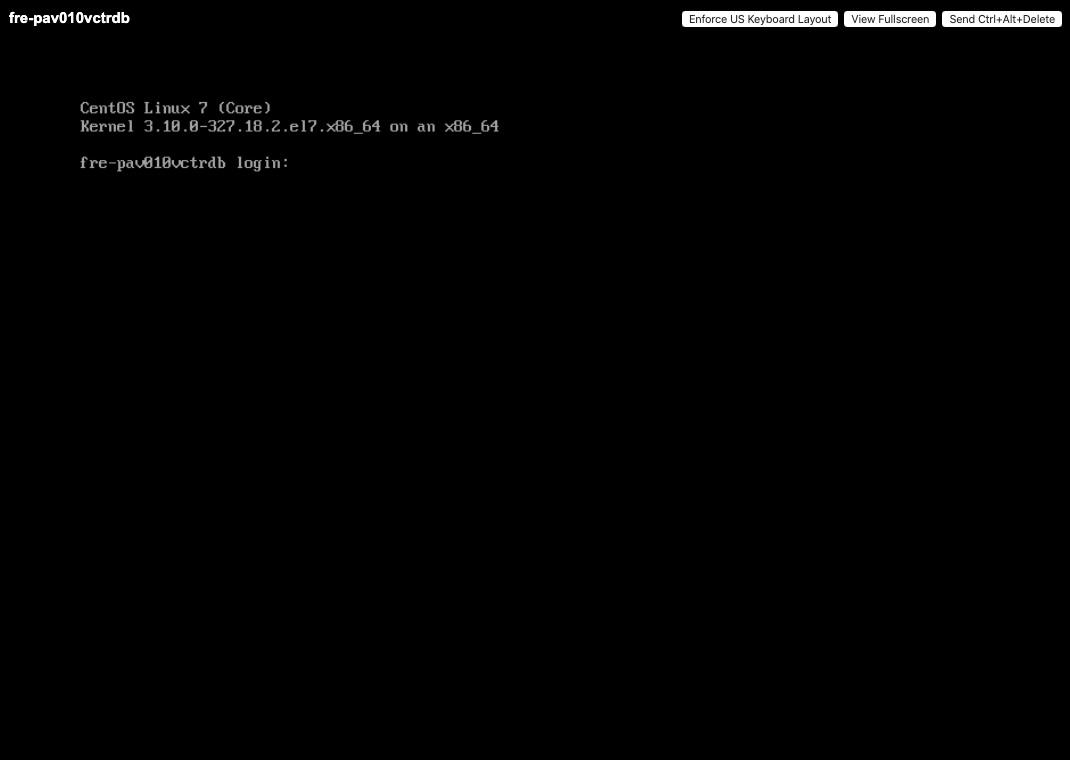 fre-pav010vctrdb
Enforce US Keyboard Layout
View Fullscreen
Send Ctrl+Alt+Delete
CentOS Linux 7 (Core)
Kernel 3.10.0-327.18.2.el7.x86_64 on an x86_64
fre-pav010vctrdb login: